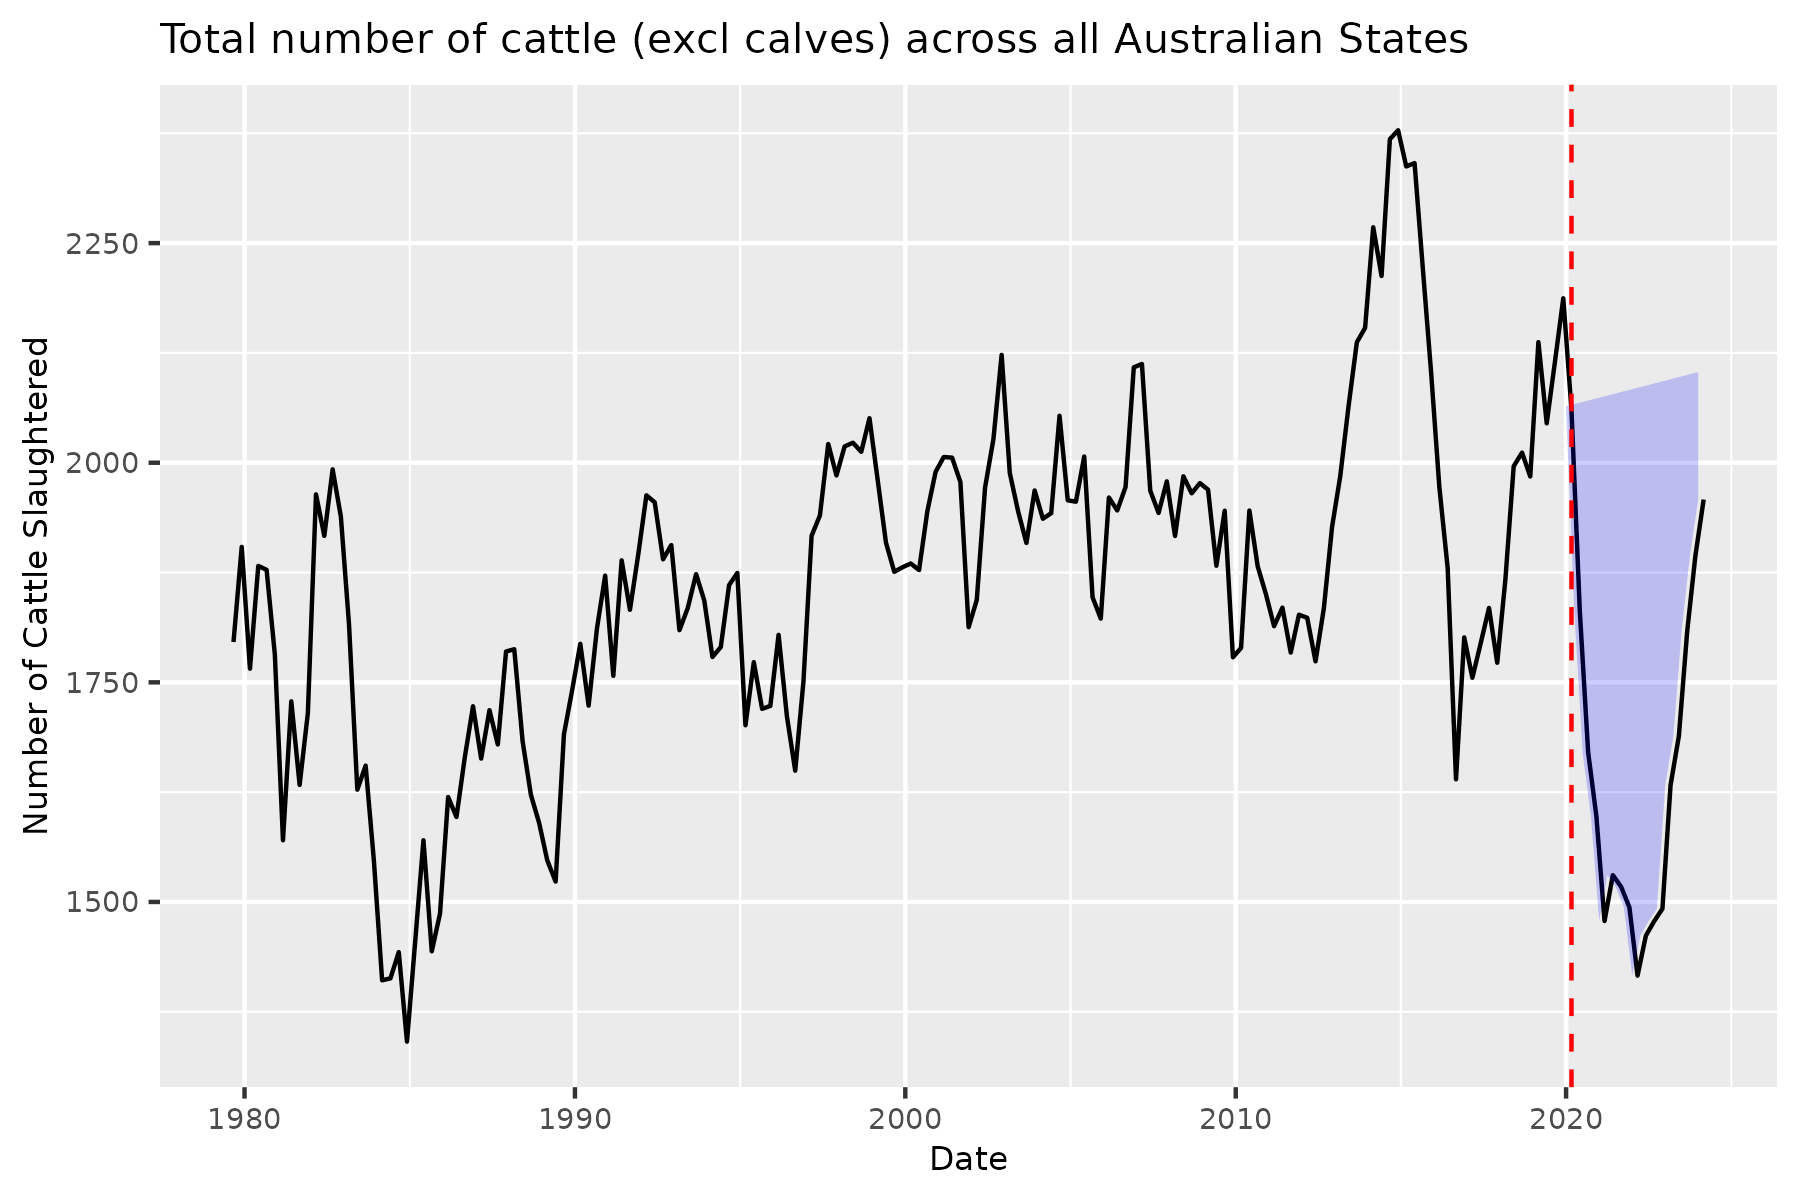 Total number of cattle (excl calves) across all Australian States
Number of Cattle Slaughtered
2250
2000
1750
1500
1980 1990 2000 2010 2020
Date